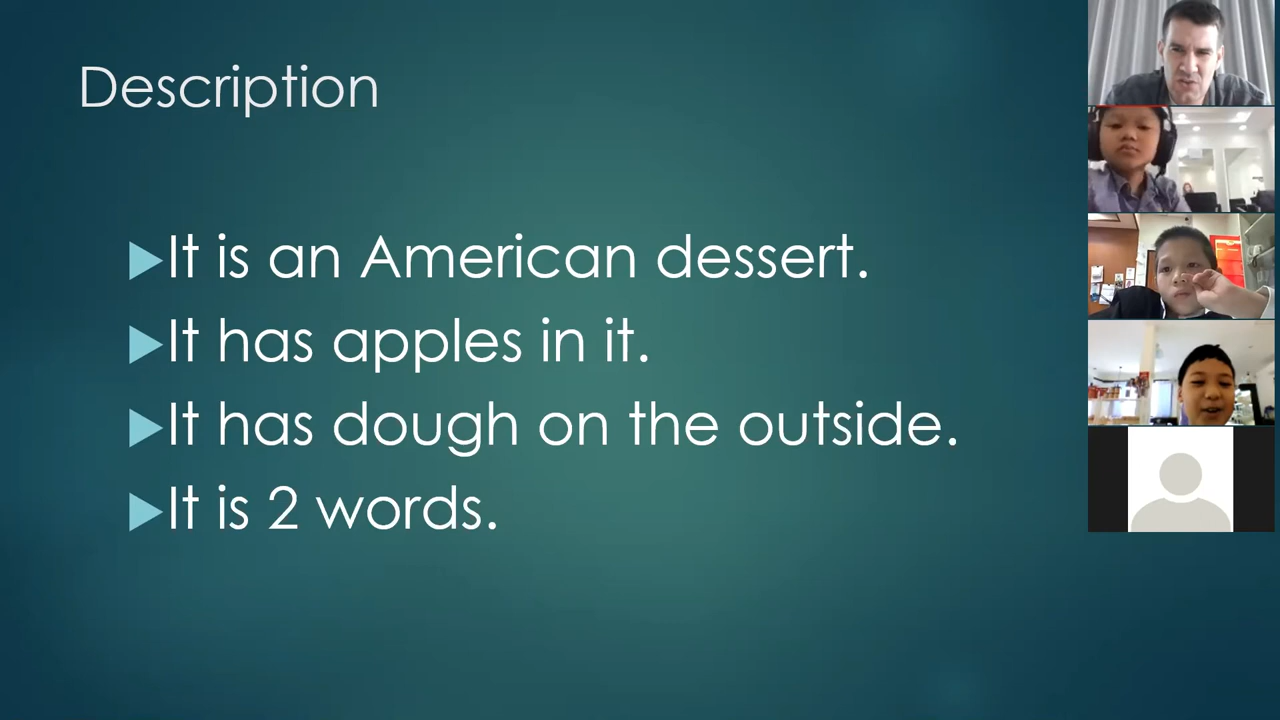 Description
It is an American dessert.
It has apples in it.
It has dough on the outside.
It is 2 words.